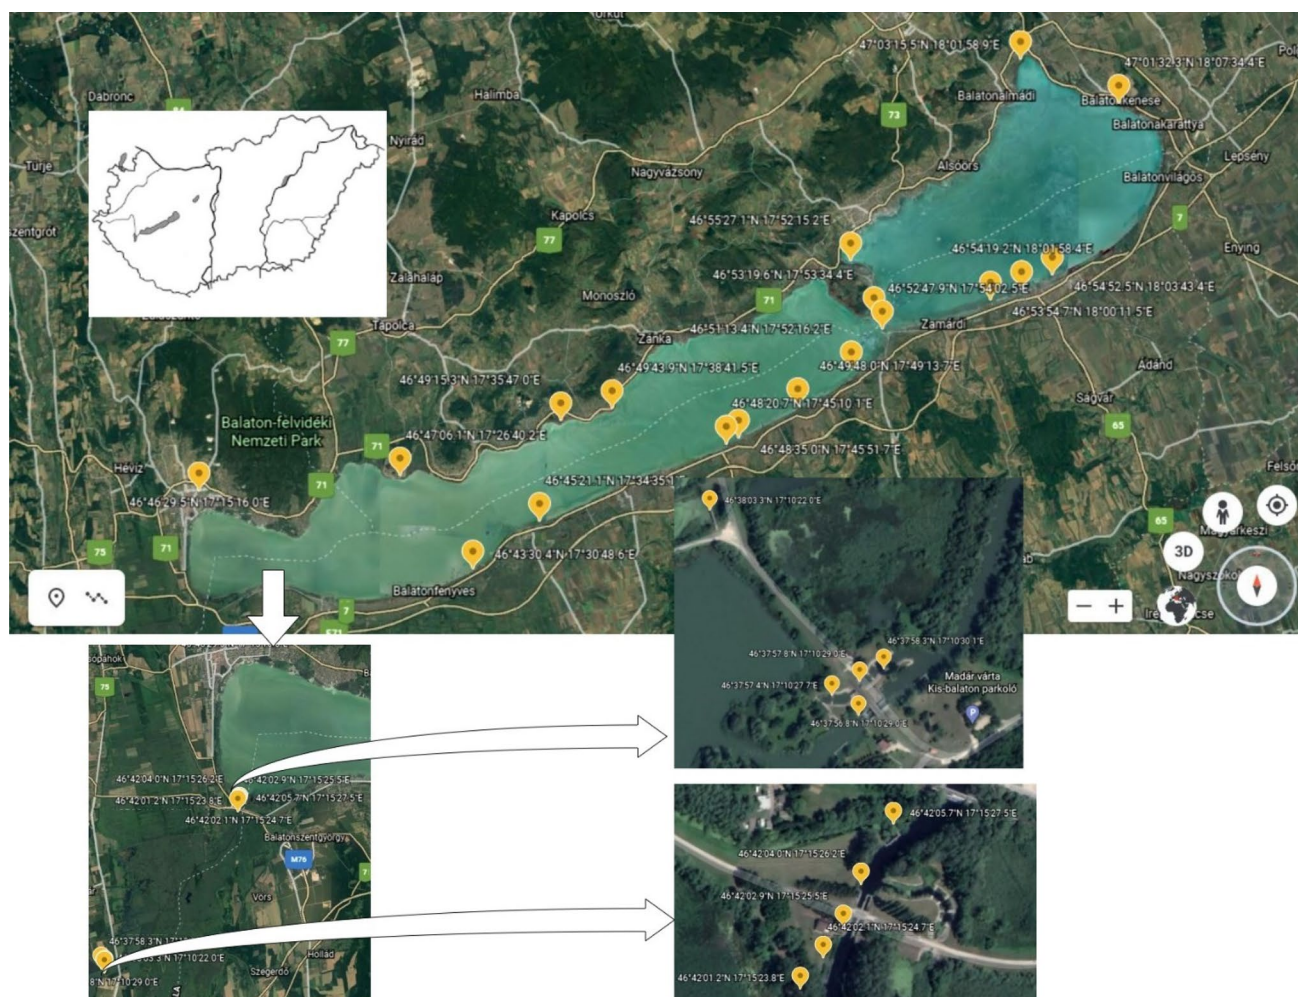 Dabronc
84
Türje
Halimba
Nyirád
Nagyvázsony
Kapolcs
77
Zalahaláp
Monoszló
71
Tapolca
77
Zánka
73
47°03'15.5"N 18°01'58.9"E
Balatonalmádi
47°01'32.3"N 18°07'34.4"E
Balatonkenese
Balatonakarattya
Lepsény
Alsóörs
Balatonvilágos
7
Enying
46°55'27.1"N 17°52'15.2"E
46°54'19.2"N 18°01'58.4"E
46°53'19.6"N 17°53'34.4"E
46°52'47.9"N 17°54'02.5"E
46°54'52.5"N 18°03'43.4"E
46°53'54.7"N 18°00'11.5"E
46°51'13.4"N 17°52'16.2"E
Zamárdi
46°49'43.9"N 17°38'41.5"E
46°49'48.0"N 17°49'13.7"E
46°49'15.3"N 17°35'47.0"E
46°48'20.7"N 17°45'10.1"E
46°48'35.0"N 17°45'51.7"E
Ádánd
Ságvár
65
Balaton-felvidéki
Nemzeti Park
71
46°47'06.1"N 17°26'40.2"E
Hévíz
46°46'29.5"N 17°15'16.0"E
71
46°45'21.1"N 17°34'35.1"
46°43'30.4"N 17°30'48.6"E
75
71
Balatonfenyves
7
65
3D
46°38'03.3"N 17°10'22.0"E
46°37'58.3"N 17°10'30.1"E
46°37'57.8"N 17°10'29.0"E
46°37'57.4"N 17°10'27.7"E
46°37'56.8"N 17°10'29.0"E
Madár várta
Kis-balaton parkoló
P
75
46°42'04.0"N 17°15'26.2"E
46°42'02.9"N 17°15'25.5"E
46°42'01.2"N 17°15'23.8"E
46°42'05.7"N 17°15'27.5"E
46°42'02.1"N 17°15'24.7"E
Balatonszentgyörgy
M76
7
Vörs
46°37'58.3"N
Hollád
Szegerdő
8"N 17°10'29.0"E
46°42'05.7"N 17°15'27.5"E
46°42'04.0"N 17°15'26.2"E
46°42'02.9"N 17°15'25.5"E
46°42'02.1"N 17°15'24.7"E
46°42'01.2"N 17°15'23.8"E